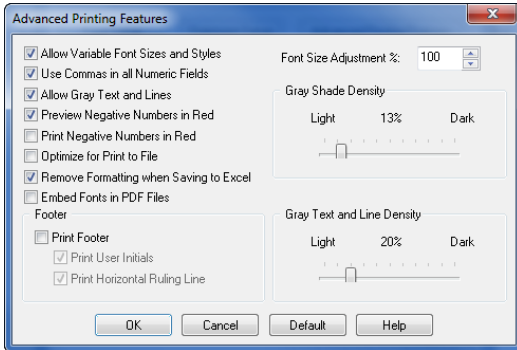 Advanced Printing Features
Allow Variable Font Sizes and Styles
Use Commas in all Numeric Fields
Allow Gray Text and Lines
Preview Negative Numbers in Red
Print Negative Numbers in Red
Optimize for Print to File
Remove Formatting when Saving to Excel
Embed Fonts in PDF Files
Footer
Print Footer
Print User Initials
Print Horizontal Ruling Line
Font Size Adjustment %: 100
Gray Shade Density
Light 13% Dark
Gray Text and Line Density
Light 20% Dark
OK Cancel Default Help